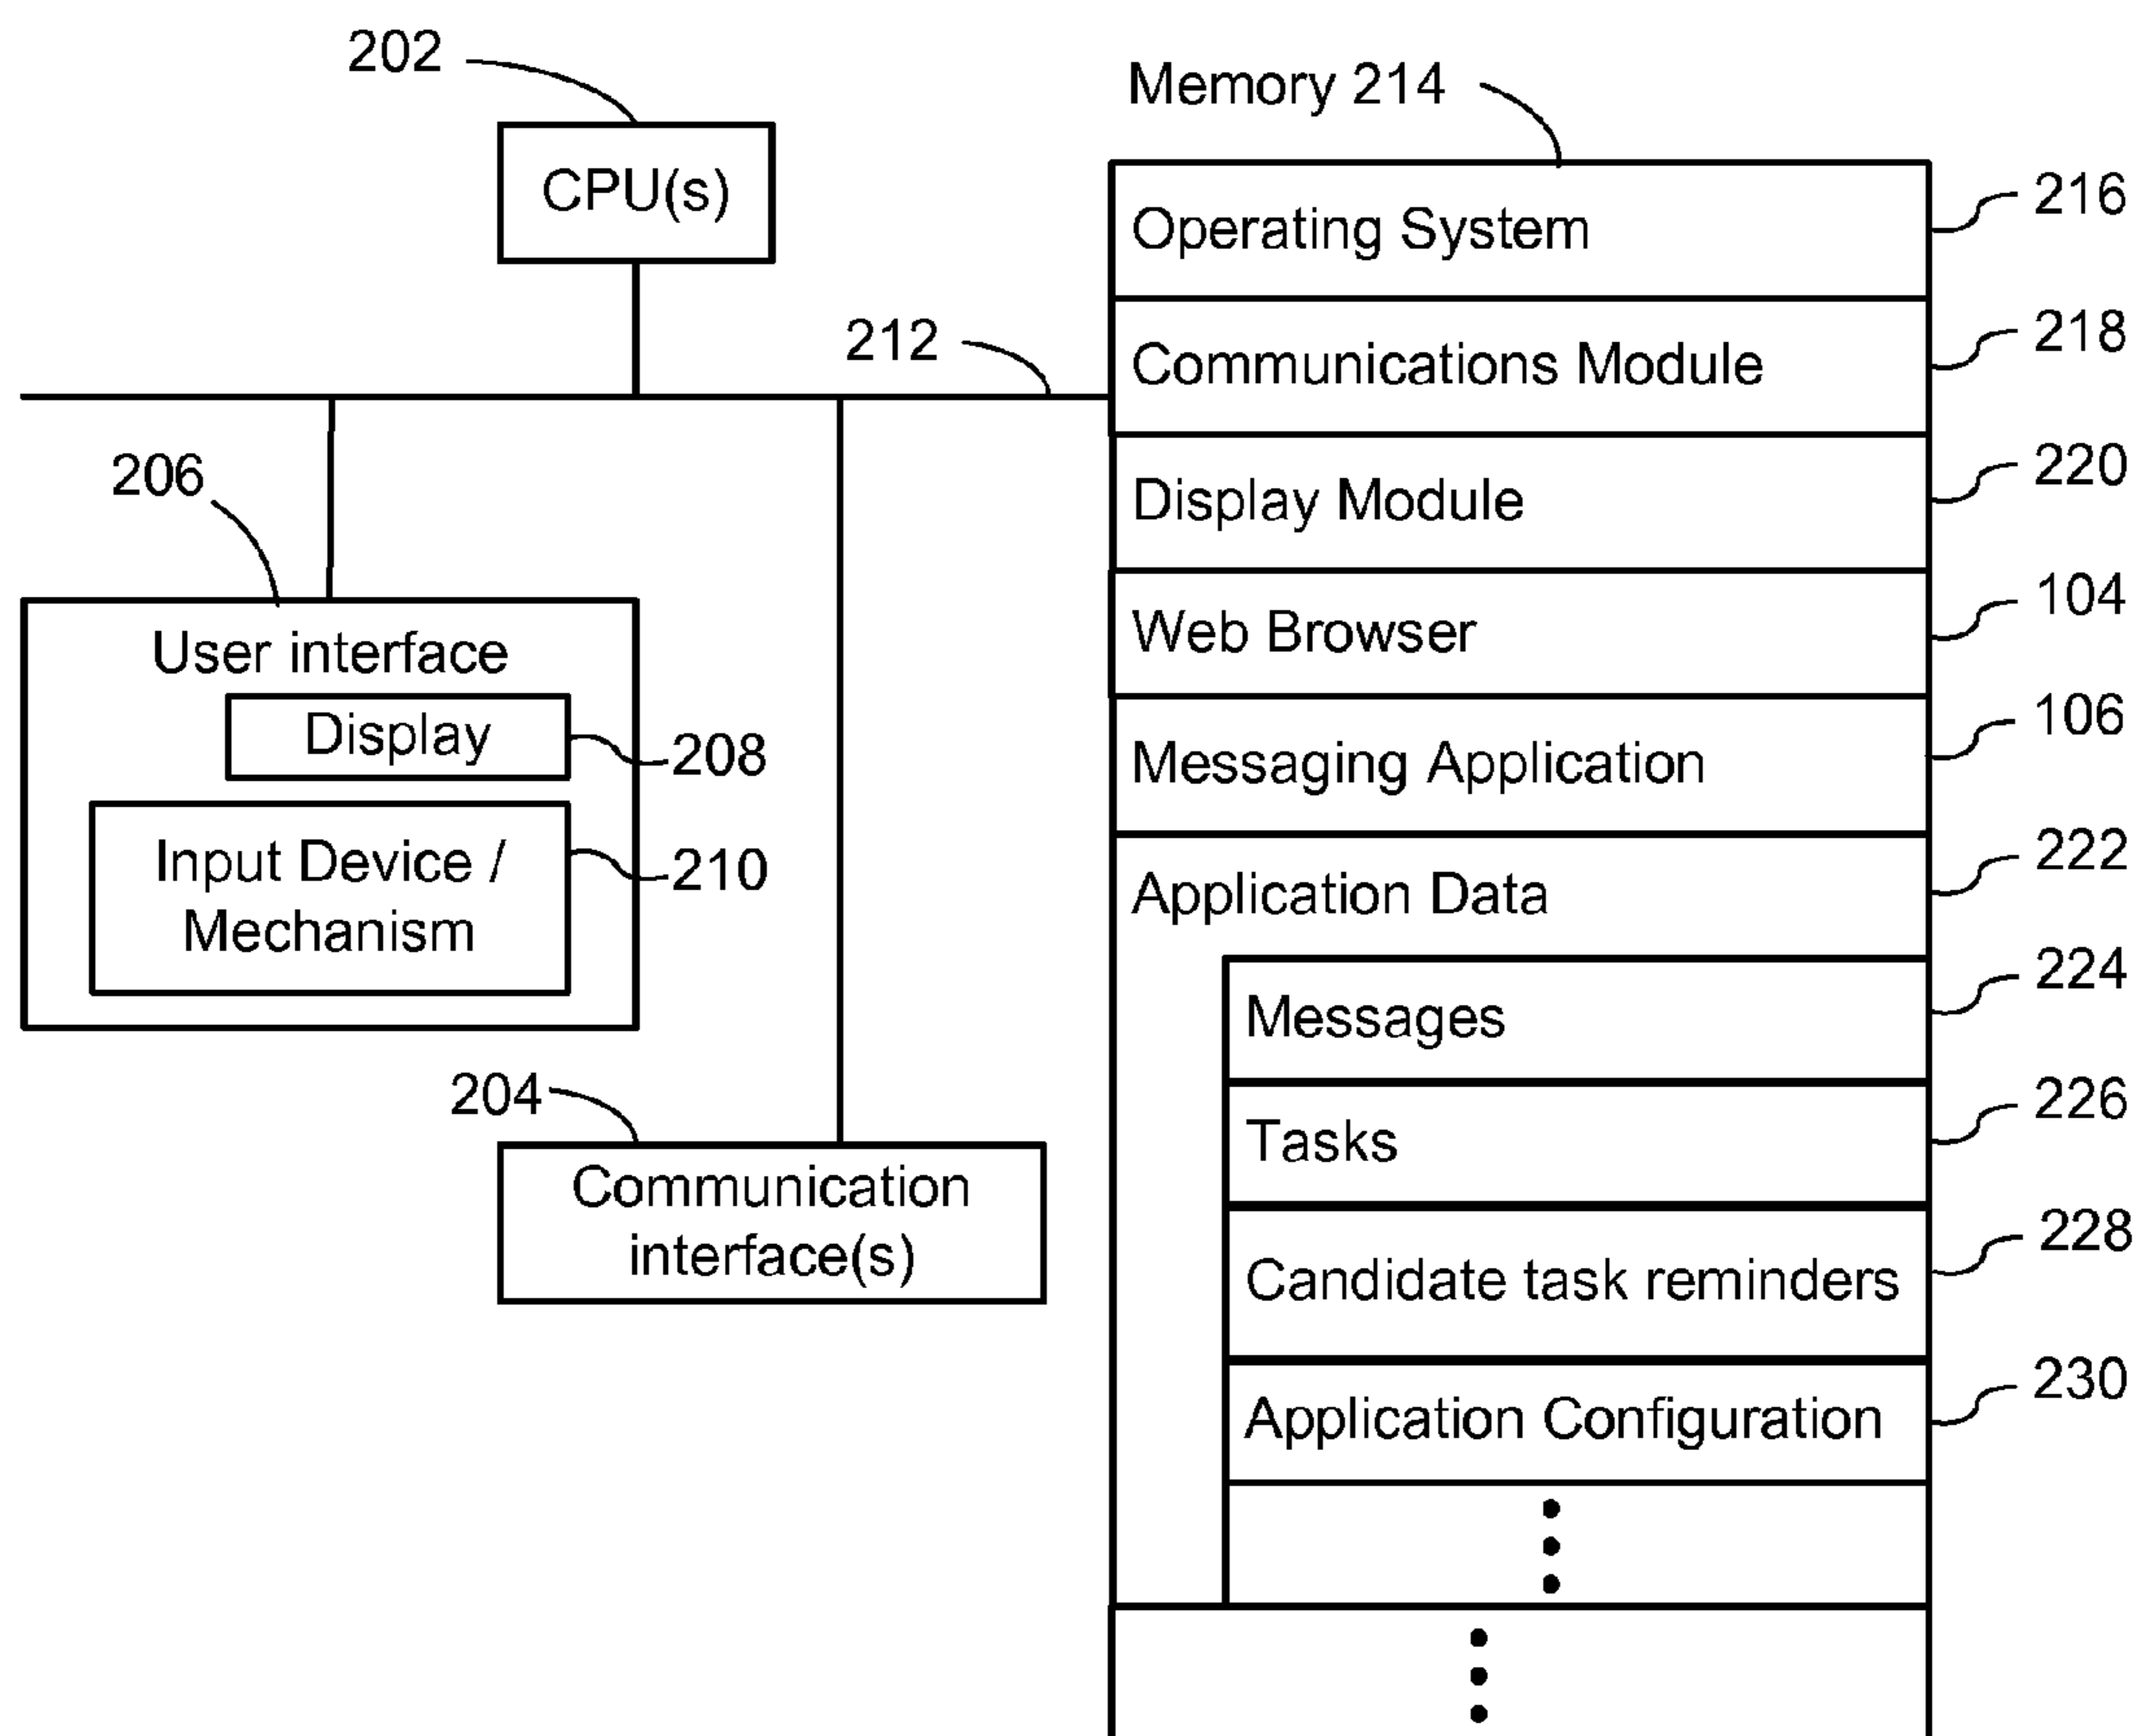 202
CPU(s)
212
206
User interface
Display
208
Input Device /
Mechanism
210
204
Communication
interface(s)
Memory 214
Operating System
216
Communications Module
218
Display Module
220
Web Browser
104
Messaging Application
106
Application Data
222
Messages
224
Tasks
226
Candidate task reminders
228
Application Configuration
230